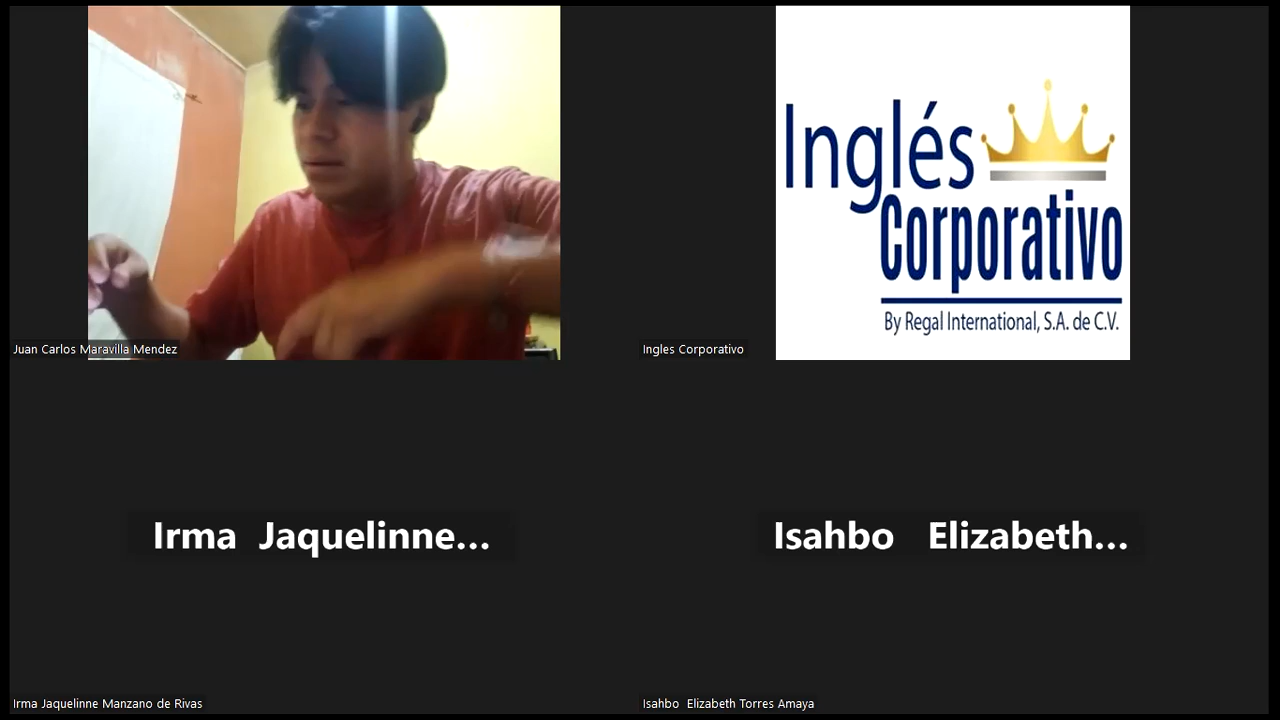 Inglés
Corporativo
By Regal International, S.A. de C.V.
Juan Carlos Maravilla Mendez
Ingles Corporativo
Irma Jaquelinne...
Isahbo Elizabeth...
Irma Jaquelinne Manzano de Rivas
Isahbo Elizabeth Torres Amaya